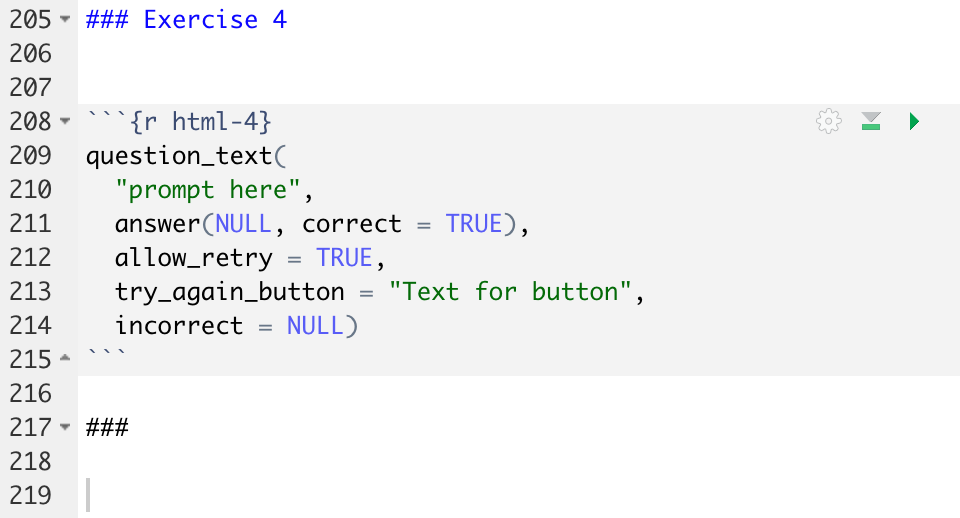 205 ### Exercise 4
206
207
208 ```{r html-4}
209 question_text(
210   "prompt here",
211   answer(NULL, correct = TRUE),
212   allow_retry = TRUE,
213   try_again_button = "Text for button",
214   incorrect = NULL)
215 ```
216
217 ###
218
219